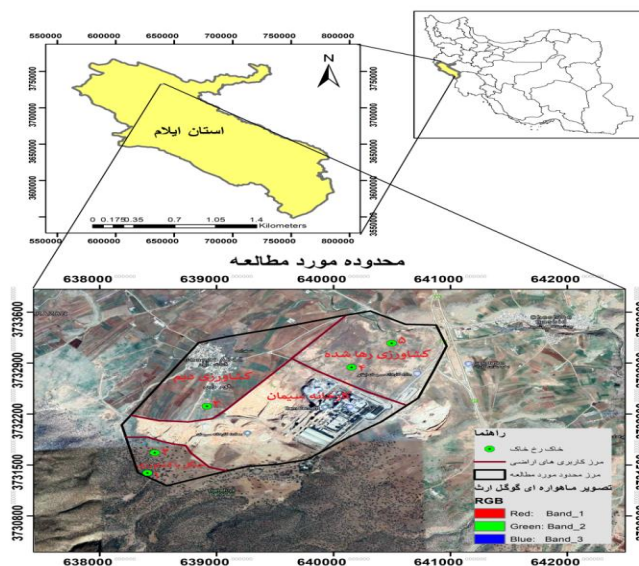 550000 600000 650000 700000 750000 800000
3750000
3700000
3650000
3600000
3550000
N
استان ایلام
0 0.175 0.35 0.7 1.05 1.4
Kilometers
550000 600000 650000 700000 750000 800000
محدوده مورد مطالعه
638000 639000 640000 641000 642000
3733600
3732900
3732200
3731500
3730800
کشاورزی رها شده
۵
۴
کارخانه سیمان
راهنما
خاک رخ خاک
مرز کاربری های اراضی
مرز محدود مورد مطالعه
تصویر ماهواره ای گوگل ارث
RGB
Red: Band_1
Green: Band_2
Blue: Band_3
638000 639000 640000 641000 642000